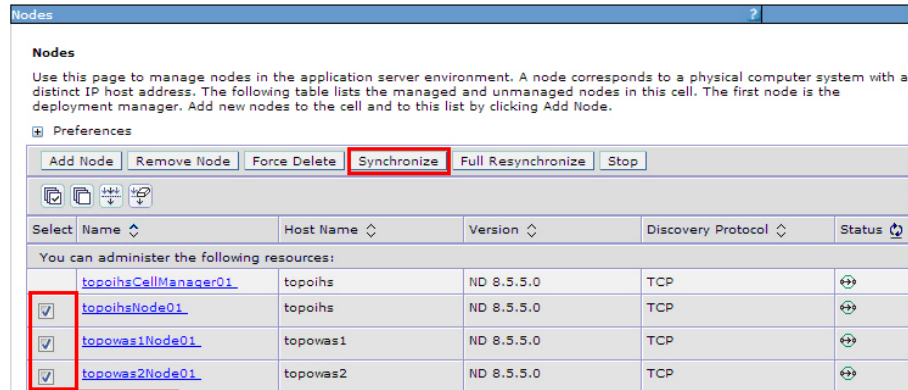 Nodes ?
Nodes
Use this page to manage nodes in the application server environment. A node corresponds to a physical computer system with a
distinct IP host address. The following table lists the managed and unmanaged nodes in this cell. The first node is the
deployment manager. Add new nodes to the cell and to this list by clicking Add Node.
Preferences
Add Node Remove Node Force Delete Synchronize Full Resynchronize Stop
Select Name Host Name Version Discovery Protocol Status
You can administer the following resources:
topoihsCellManager01 topoihs ND 8.5.5.0 TCP
topoihsNode01 topoihs ND 8.5.5.0 TCP
topowas1Node01 topowas1 ND 8.5.5.0 TCP
topowas2Node01 topowas2 ND 8.5.5.0 TCP